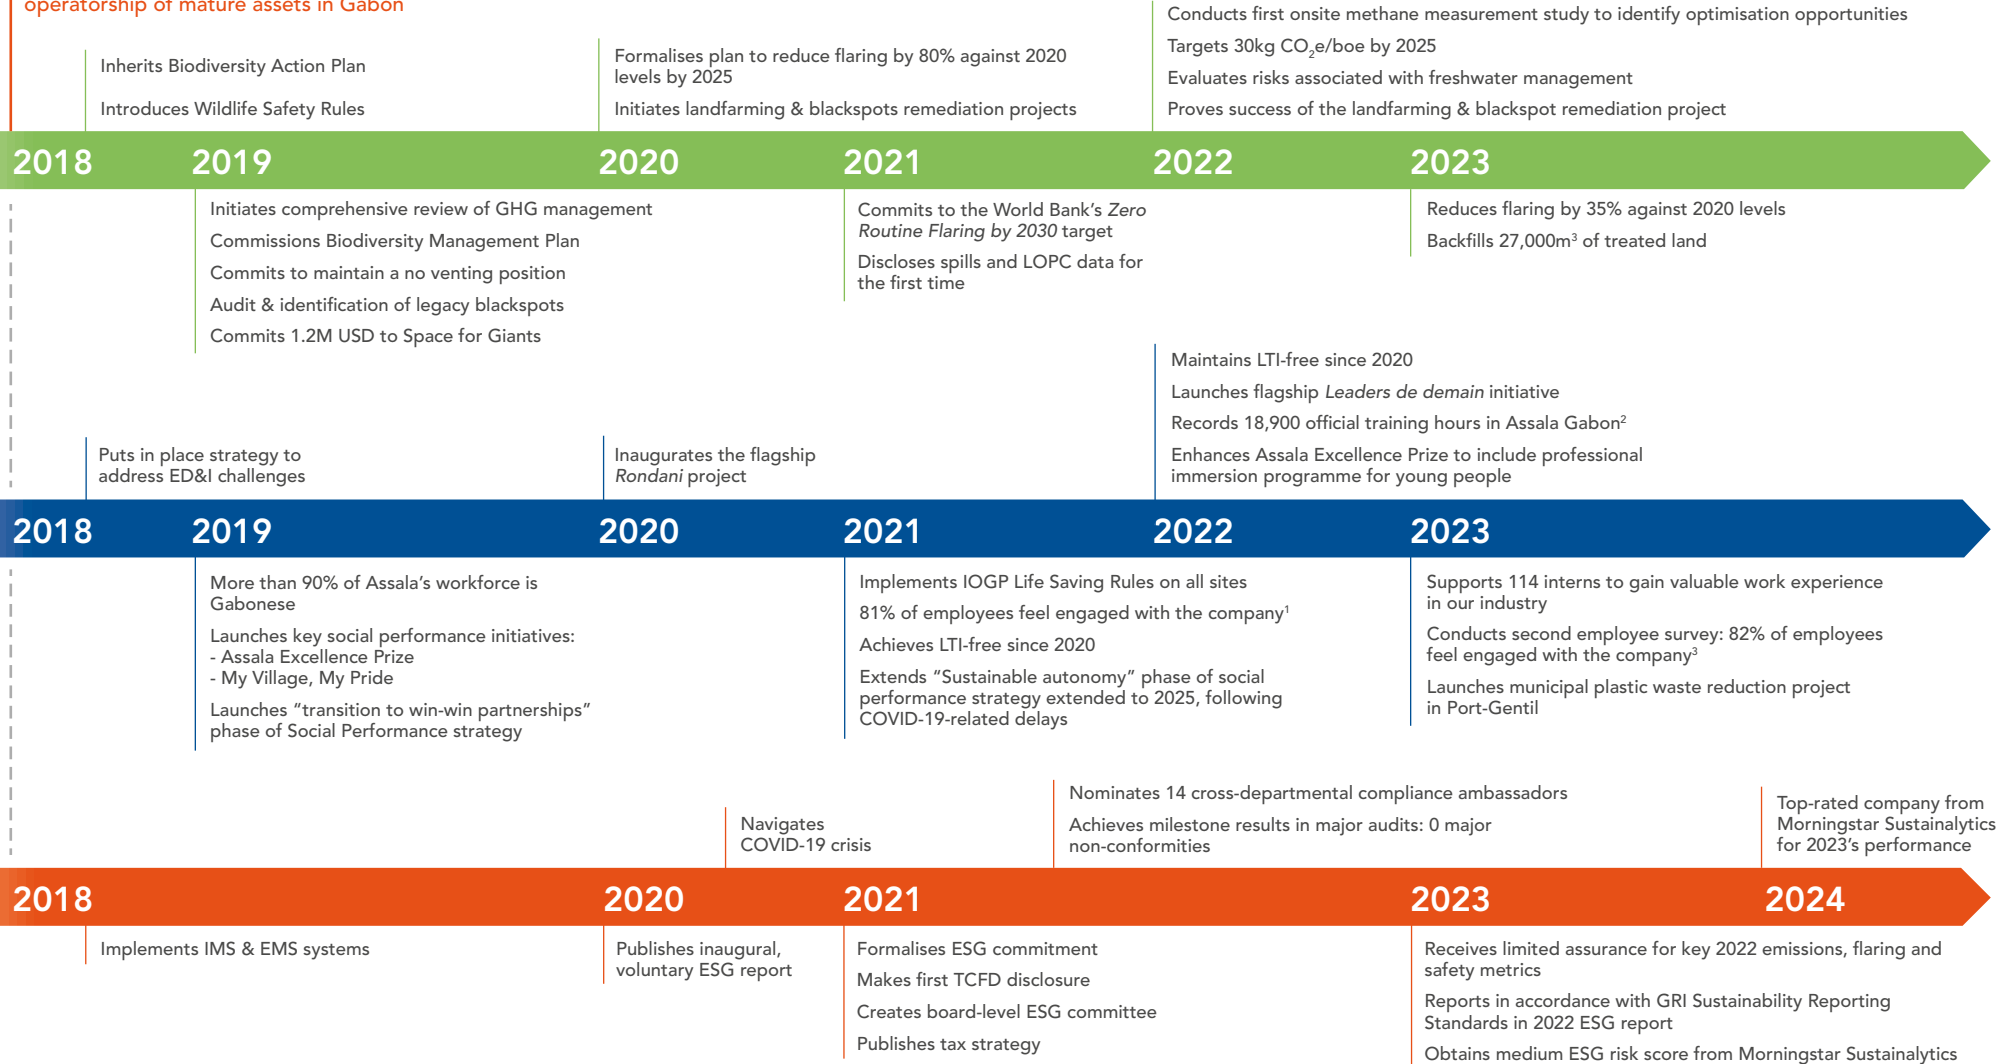 operatorship of mature assets in Gabon
Inherits Biodiversity Action Plan
Introduces Wildlife Safety Rules
Formalises plan to reduce flaring by 80% against 2020
levels by 2025
Initiates landfarming & blackspots remediation projects
Conducts first onsite methane measurement study to identify optimisation opportunities
Targets 30kg CO₂e/boe by 2025
Evaluates risks associated with freshwater management
Proves success of the landfarming & blackspot remediation project
2018 2019 2020 2021 2022 2023
Initiates comprehensive review of GHG management
Commissions Biodiversity Management Plan
Commits to maintain a no venting position
Audit & identification of legacy blackspots
Commits 1.2M USD to Space for Giants
Commits to the World Bank's Zero
Routine Flaring by 2030 target
Discloses spills and LOPC data for
the first time
Reduces flaring by 35% against 2020 levels
Backfills 27,000m³ of treated land
Puts in place strategy to
address ED&I challenges
Inaugurates the flagship
Rondani project
Maintains LTI-free since 2020
Launches flagship Leaders de demain initiative
Records 18,900 official training hours in Assala Gabon²
Enhances Assala Excellence Prize to include professional
immersion programme for young people
2018 2019 2020 2021 2022 2023
More than 90% of Assala's workforce is
Gabonese
Launches key social performance initiatives:
- Assala Excellence Prize
- My Village, My Pride
Launches "transition to win-win partnerships"
phase of Social Performance strategy
Implements IOGP Life Saving Rules on all sites
81% of employees feel engaged with the company¹
Achieves LTI-free since 2020
Extends "Sustainable autonomy" phase of social
performance strategy extended to 2025, following
COVID-19-related delays
Supports 114 interns to gain valuable work experience
in our industry
Conducts second employee survey: 82% of employees
feel engaged with the company³
Launches municipal plastic waste reduction project
in Port-Gentil
Navigates
COVID-19 crisis
Nominates 14 cross-departmental compliance ambassadors
Achieves milestone results in major audits: 0 major
non-conformities
Top-rated company from
Morningstar Sustainalytics
for 2023's performance
2018 2020 2021 2023 2024
Implements IMS & EMS systems
Publishes inaugural,
voluntary ESG report
Formalises ESG commitment
Makes first TCFD disclosure
Creates board-level ESG committee
Publishes tax strategy
Receives limited assurance for key 2022 emissions, flaring and
safety metrics
Reports in accordance with GRI Sustainability Reporting
Standards in 2022 ESG report
Obtains medium ESG risk score from Morningstar Sustainalytics